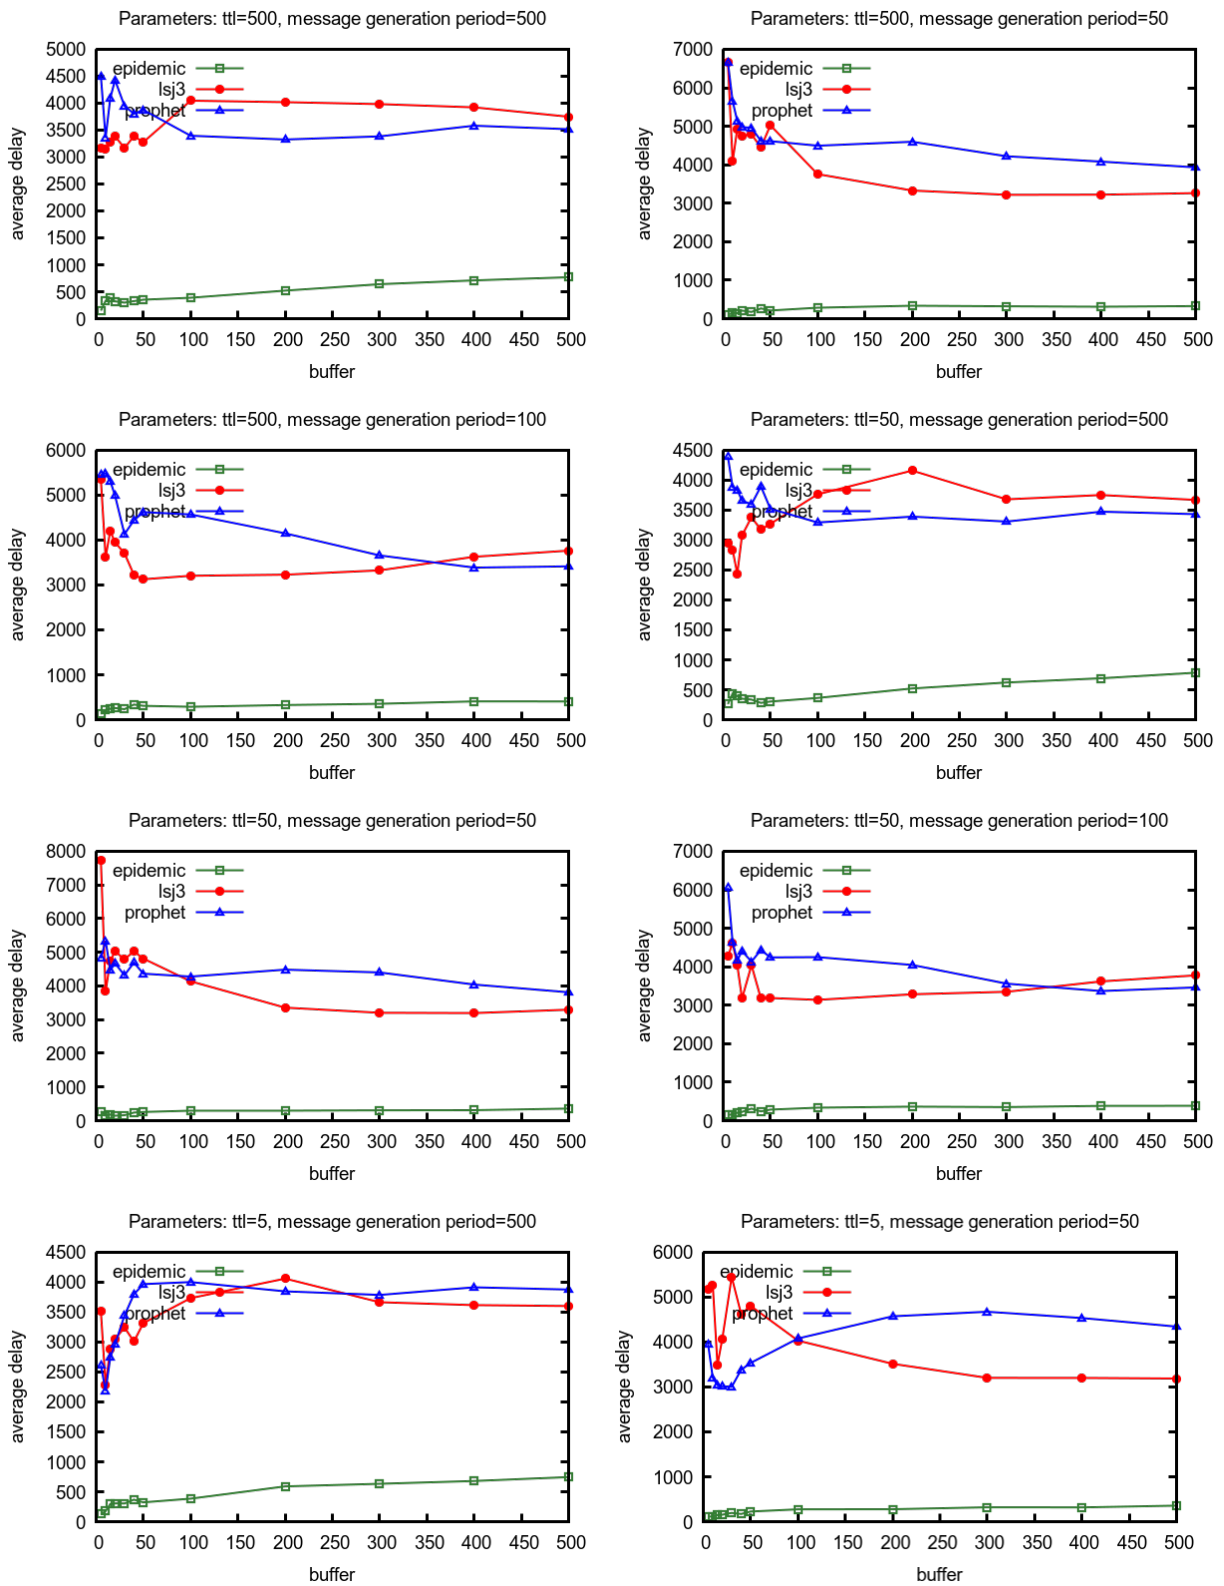 Parameters: ttl=500, message generation period=500
5000
4500
4000
3500
3000
2500
2000
1500
1000
500
0
average delay
epidemic
lsj3
prophet
0 50 100 150 200 250 300 350 400 450 500
buffer
Parameters: ttl=500, message generation period=50
7000
6000
5000
4000
3000
2000
1000
0
average delay
epidemic
lsj3
prophet
0 50 100 150 200 250 300 350 400 450 500
buffer
Parameters: ttl=500, message generation period=100
6000
5000
4000
3000
2000
1000
0
average delay
epidemic
lsj3
prophet
0 50 100 150 200 250 300 350 400 450 500
buffer
Parameters: ttl=50, message generation period=500
4500
4000
3500
3000
2500
2000
1500
1000
500
0
average delay
epidemic
lsj3
prophet
0 50 100 150 200 250 300 350 400 450 500
buffer
Parameters: ttl=50, message generation period=50
8000
7000
6000
5000
4000
3000
2000
1000
0
average delay
epidemic
lsj3
prophet
0 50 100 150 200 250 300 350 400 450 500
buffer
Parameters: ttl=50, message generation period=100
7000
6000
5000
4000
3000
2000
1000
0
average delay
epidemic
lsj3
prophet
0 50 100 150 200 250 300 350 400 450 500
buffer
Parameters: ttl=5, message generation period=500
4500
4000
3500
3000
2500
2000
1500
1000
500
0
average delay
epidemic
lsj3
prophet
0 50 100 150 200 250 300 350 400 450 500
buffer
Parameters: ttl=5, message generation period=50
6000
5000
4000
3000
2000
1000
0
average delay
epidemic
lsj3
prophet
0 50 100 150 200 250 300 350 400 450 500
buffer